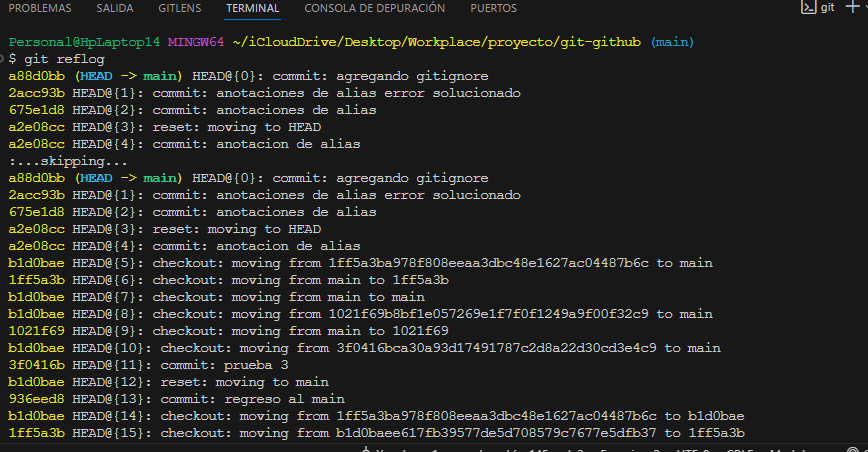 PROBLEMAS SALIDA GITLENS TERMINAL CONSOLA DE DEPURACIÓN PUERTOS git
Personal@HpLaptop14 MINGW64 ~/iCloudDrive/Desktop/Workplace/proyecto/git-github (main)
$ git reflog
a88d0bb (HEAD -> main) HEAD@{0}: commit: agregando gitignore
2acc93b HEAD@{1}: commit: anotaciones de alias error solucionado
675e1d8 HEAD@{2}: commit: anotaciones de alias
a2e08cc HEAD@{3}: reset: moving to HEAD
a2e08cc HEAD@{4}: commit: anotacion de alias
:...skipping...
a88d0bb (HEAD -> main) HEAD@{0}: commit: agregando gitignore
2acc93b HEAD@{1}: commit: anotaciones de alias error solucionado
675e1d8 HEAD@{2}: commit: anotaciones de alias
a2e08cc HEAD@{3}: reset: moving to HEAD
a2e08cc HEAD@{4}: commit: anotacion de alias
b1d0bae HEAD@{5}: checkout: moving from 1ff5a3ba978f808eeaa3dbc48e1627ac04487b6c to main
1ff5a3b HEAD@{6}: checkout: moving from main to 1ff5a3b
b1d0bae HEAD@{7}: checkout: moving from main to main
b1d0bae HEAD@{8}: checkout: moving from 1021f69b8bf1e057269e1f7f0f1249a9f00f32c9 to main
1021f69 HEAD@{9}: checkout: moving from main to 1021f69
b1d0bae HEAD@{10}: checkout: moving from 3f0416bca30a93d17491787c2d8a22d30cd3e4c9 to main
3f0416b HEAD@{11}: commit: prueba 3
b1d0bae HEAD@{12}: reset: moving to main
936eed8 HEAD@{13}: commit: regreso al main
b1d0bae HEAD@{14}: checkout: moving from 1ff5a3ba978f808eeaa3dbc48e1627ac04487b6c to b1d0bae
1ff5a3b HEAD@{15}: checkout: moving from b1d0baee617fb39577de5d708579c7677e5dfb37 to 1ff5a3b